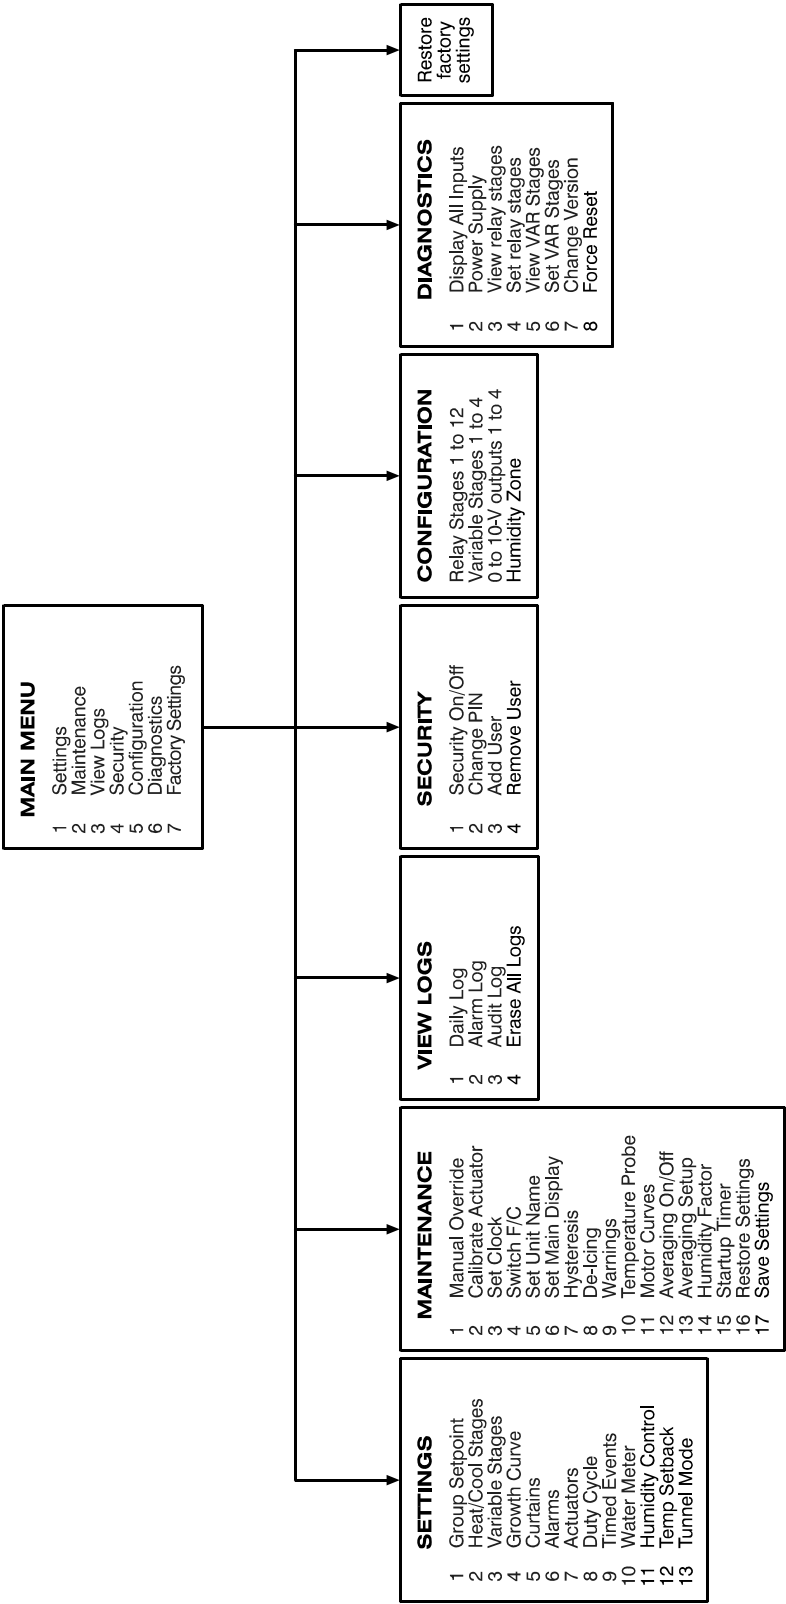 MAIN MENU
1 Settings
2 Maintenance
3 View Logs
4 Security
5 Configuration
6 Diagnostics
7 Factory Settings
SETTINGS
1 Group Setpoint
2 Heat/Cool Stages
3 Variable Stages
4 Growth Curve
5 Curtains
6 Alarms
7 Actuators
8 Duty Cycle
9 Timed Events
10 Water Meter
11 Humidity Control
12 Temp Setback
13 Tunnel Mode
MAINTENANCE
1 Manual Override
2 Calibrate Actuator
3 Set Clock
4 Switch F/C
5 Set Unit Name
6 Set Main Display
7 Hysteresis
8 De-Icing
9 Warnings
10 Temperature Probe
11 Motor Curves
12 Averaging On/Off
13 Averaging Setup
14 Humidity Factor
15 Startup Timer
16 Restore Settings
17 Save Settings
VIEW LOGS
1 Daily Log
2 Alarm Log
3 Audit Log
4 Erase All Logs
SECURITY
1 Security On/Off
2 Change PIN
3 Add User
4 Remove User
CONFIGURATION
Relay Stages 1 to 12
Variable Stages 1 to 4
0 to 10-V outputs 1 to 4
Humidity Zone
DIAGNOSTICS
1 Display All Inputs
2 Power Supply
3 View relay stages
4 Set relay stages
5 View VAR Stages
6 Set VAR Stages
7 Change Version
8 Force Reset
Restore
factory
settings